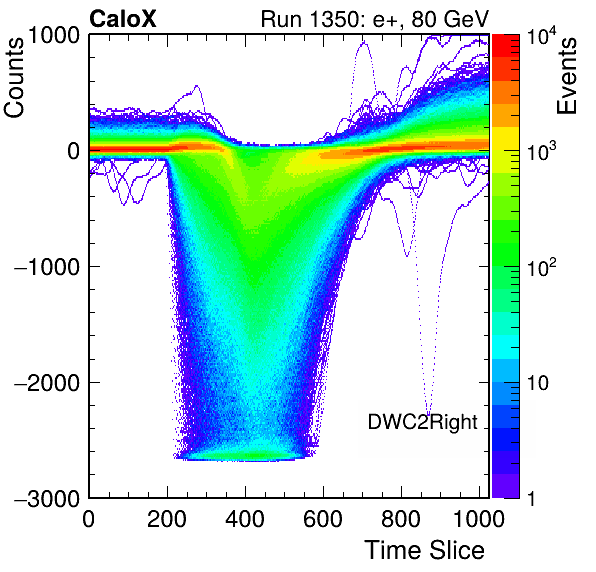 CaloX Run 1350: e+, 80 GeV
Counts
Events
1000
0
−1000
−2000
−3000
0 200 400 600 800 1000
Time Slice
DWC2Right
10⁴
10³
10²
10
1